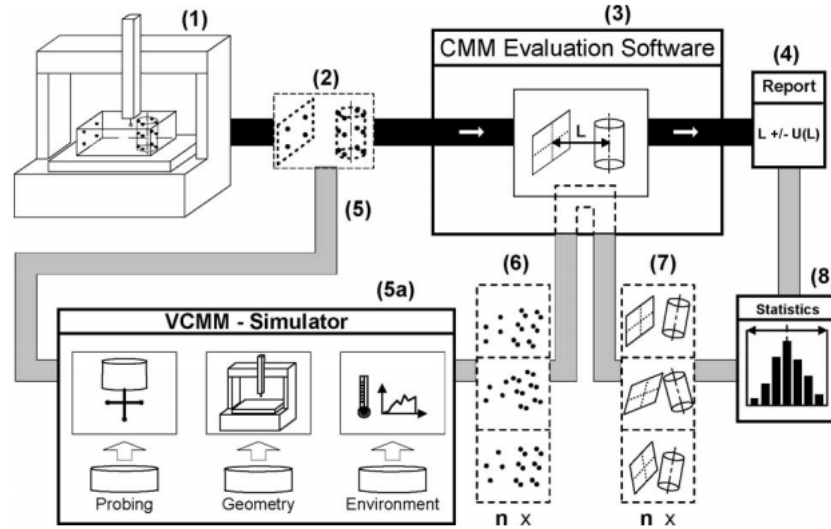 (1)
(2)
(3)
CMM Evaluation Software
L
(4)
Report
L +/- U(L)
(5)
(5a)
VCMM - Simulator
Probing
Geometry
Environment
(6)
n x
(7)
n x
(8
Statistics